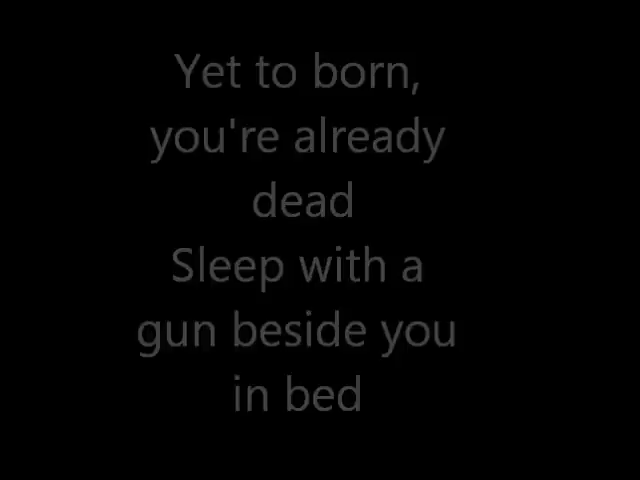 Yet to born,
you're already
dead
Sleep with a
gun beside you
in bed